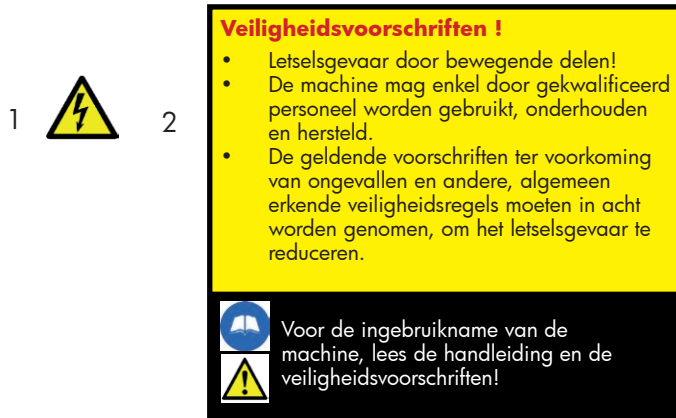 1
2
Veiligheidsvoorschriften !
• Letselsgevaar door bewegende delen!
• De machine mag enkel door gekwalificeerd
personeel worden gebruikt, onderhouden
en hersteld.
• De geldende voorschriften ter voorkoming
van ongevallen en andere, algemeen
erkende veiligheidsregels moeten in acht
worden genomen, om het letselsgevaar te
reduceren.
Voor de ingebruikname van de
machine, lees de handleiding en de
veiligheidsvoorschriften!